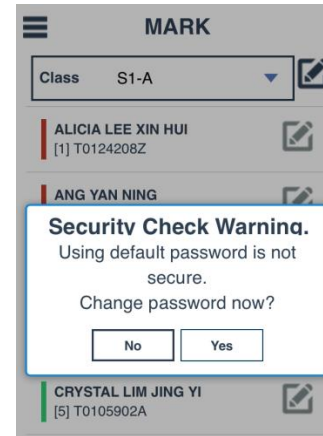 MARK
Class S1-A
ALICIA LEE XIN HUI
[1] T0124208Z
ANG YAN NING
Security Check Warning.
Using default password is not
secure.
Change password now?
No Yes
CRYSTAL LIM JING YI
[5] T0105902A